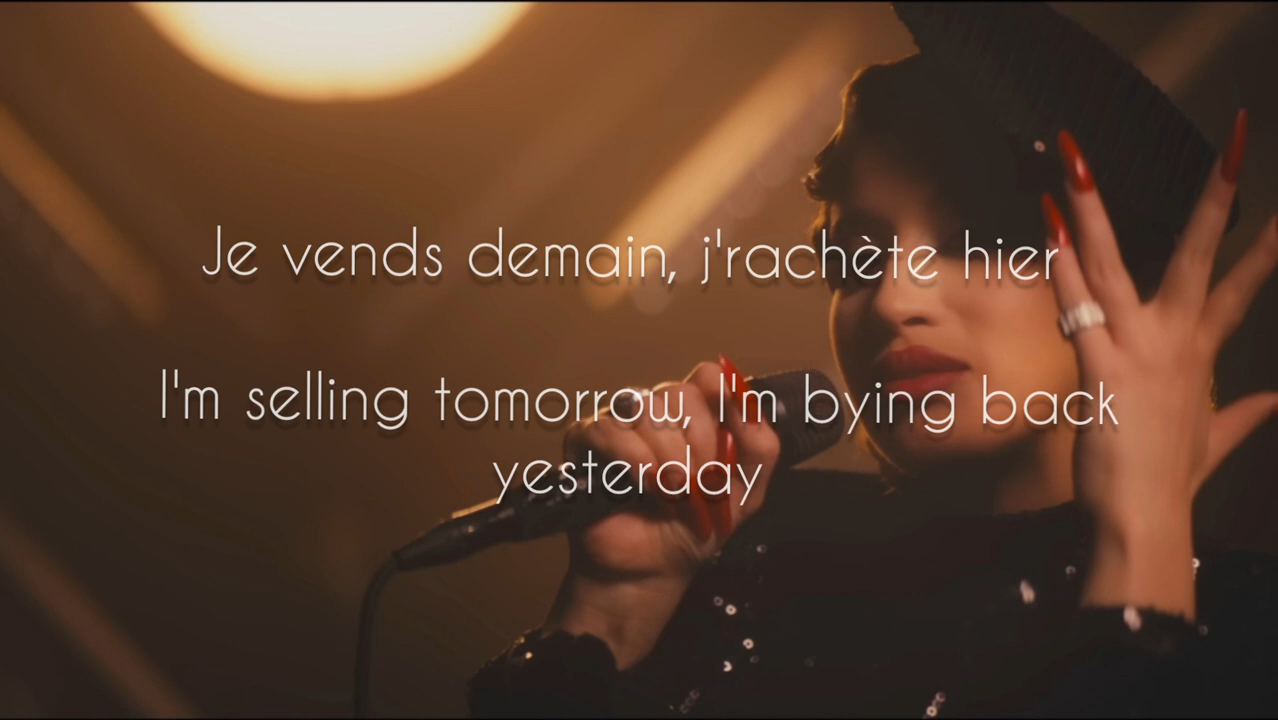 Je vends demain, j'rachète hier
I'm selling tomorrow, I'm bying back
yesterday